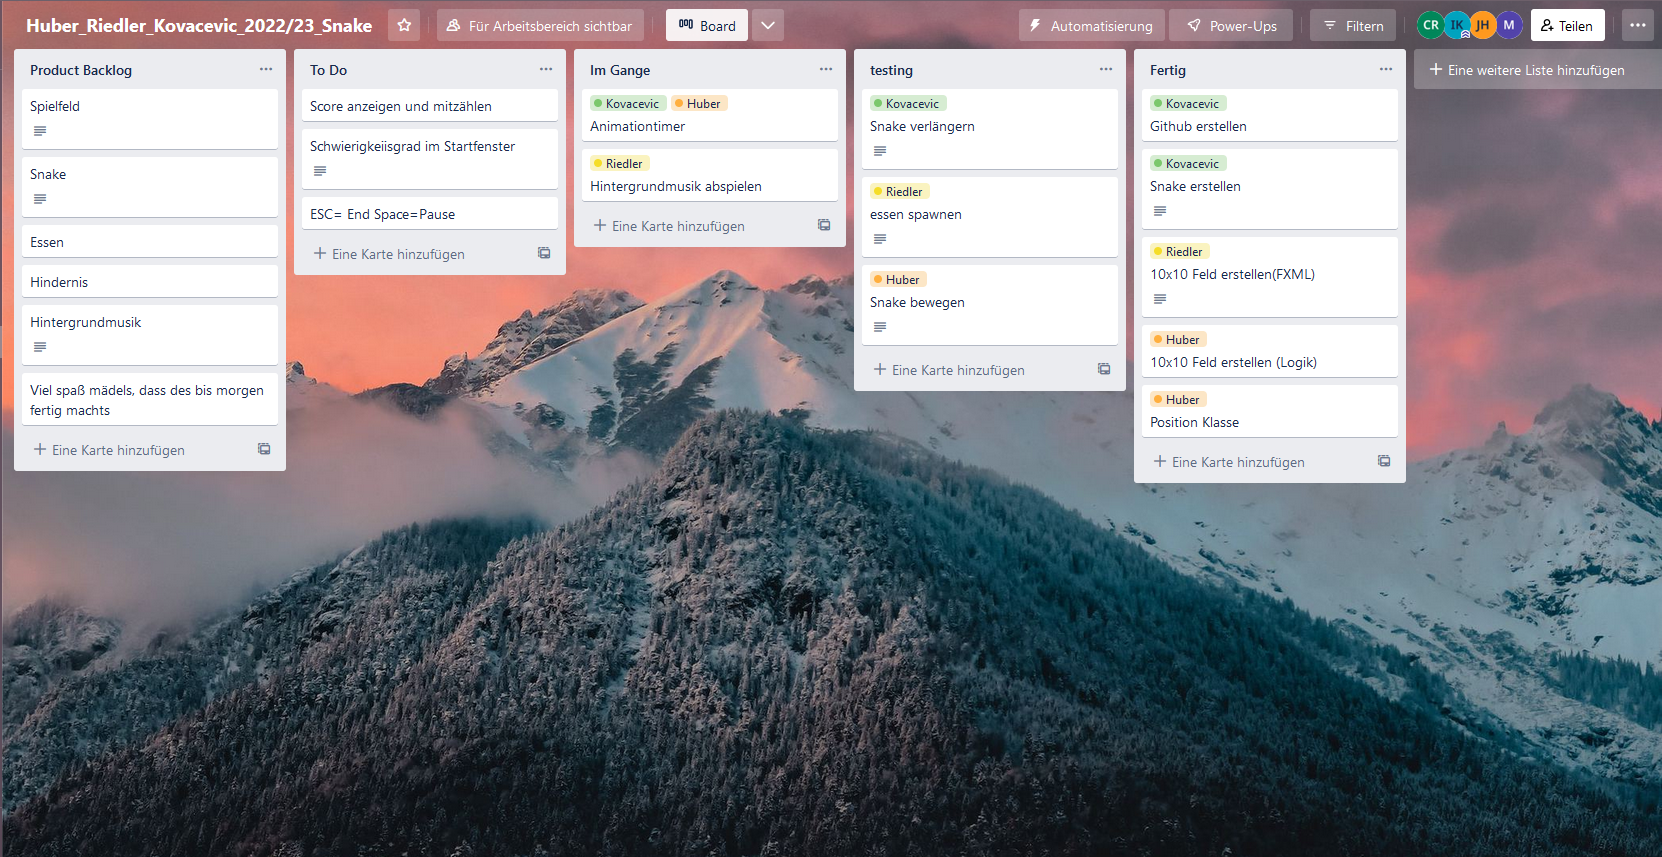 Huber_Riedler_Kovacevic_2022/23_Snake
Für Arbeitsbereich sichtbar
Board
Automatisierung
Power-Ups
Filtern
CR
IK
JH
M
Teilen
Product Backlog
Spielfeld
Snake
Essen
Hindernis
Hintergrundmusik
Viel spaß mädels, dass des bis morgen
fertig machts
Eine Karte hinzufügen
To Do
Score anzeigen und mitzählen
Schwierigkeiisgrad im Startfenster
ESC= End Space=Pause
Eine Karte hinzufügen
Im Gange
Kovacevic Huber
Animationtimer
Riedler
Hintergrundmusik abspielen
Eine Karte hinzufügen
testing
Kovacevic
Snake verlängern
Riedler
essen spawnen
Huber
Snake bewegen
Eine Karte hinzufügen
Fertig
Kovacevic
Github erstellen
Kovacevic
Snake erstellen
Riedler
10x10 Feld erstellen(FXML)
Huber
10x10 Feld erstellen (Logik)
Huber
Position Klasse
Eine Karte hinzufügen
Eine weitere Liste hinzufügen